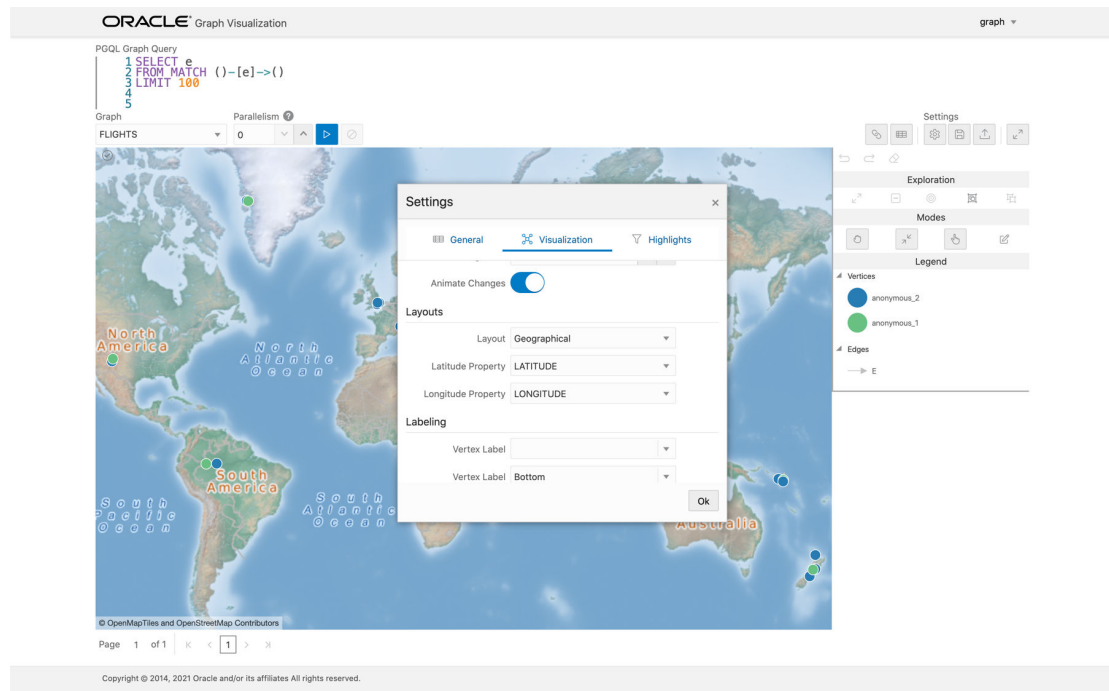 ORACLE® Graph Visualization
graph
PGQL Graph Query
1 SELECT e
2 FROM MATCH ()-[e]->()
3 LIMIT 100
4
5
Graph
Parallelism ?
Settings
FLIGHTS
0
Exploration
Modes
Legend
Vertices
anonymous_2
anonymous_1
Edges
E
Settings
General
Visualization
Highlights
Animate Changes
Layouts
Layout Geographical
Latitude Property LATITUDE
Longitude Property LONGITUDE
Labeling
Vertex Label
Vertex Label Bottom
Ok
North
America
North
Atlantic
Ocean
South
America
South
Pacific
Ocean
South
Atlantic
Ocean
Australia
© OpenMapTiles and OpenStreetMap Contributors
Page 1 of 1 K < 1 > X
Copyright © 2014, 2021 Oracle and/or its affiliates All rights reserved.